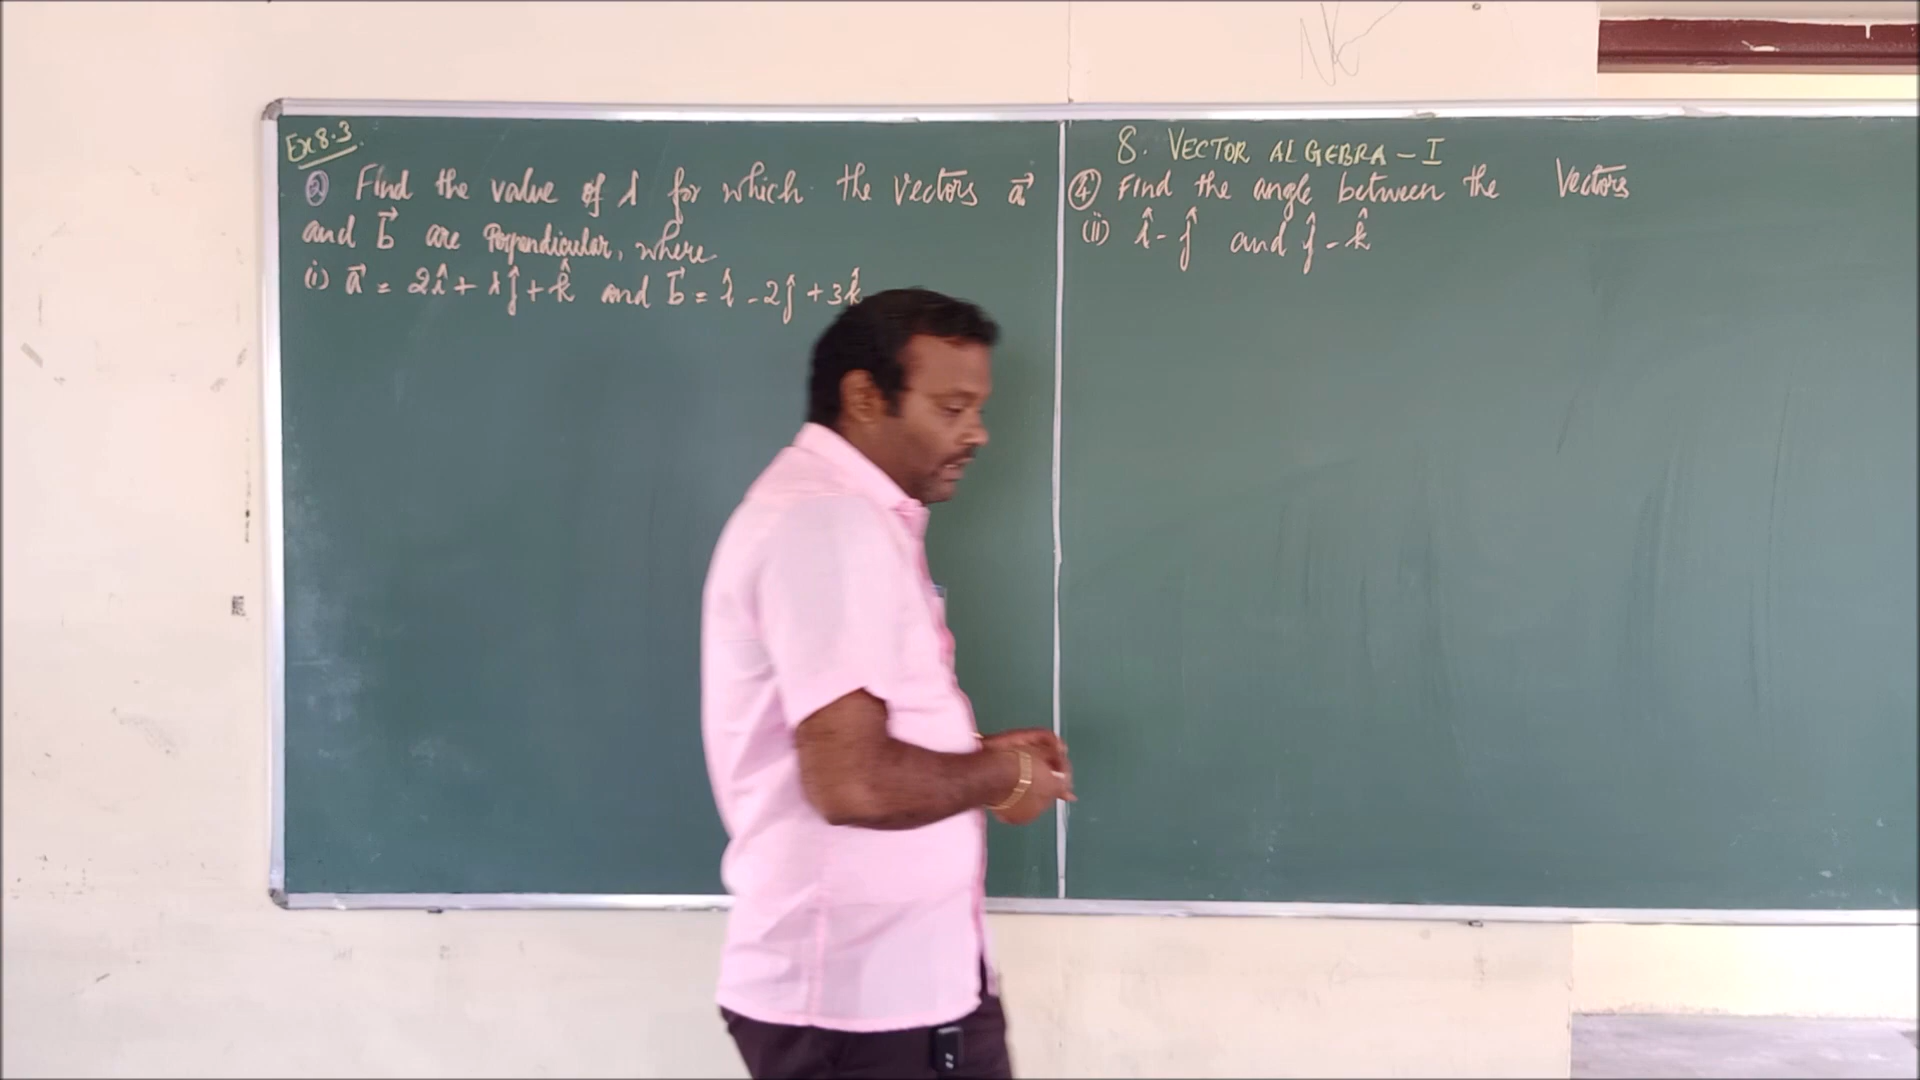 Ex 8.3
② Find the value of λ for which the vectors a⃗
and b⃗ are Perpendicular, where
(i) a⃗ = 2î + λĵ + k̂ and b⃗ = î - 2ĵ + 3k̂
8. VECTOR ALGEBRA - I
④ Find the angle between the Vectors
(ii) î - ĵ and ĵ - k̂